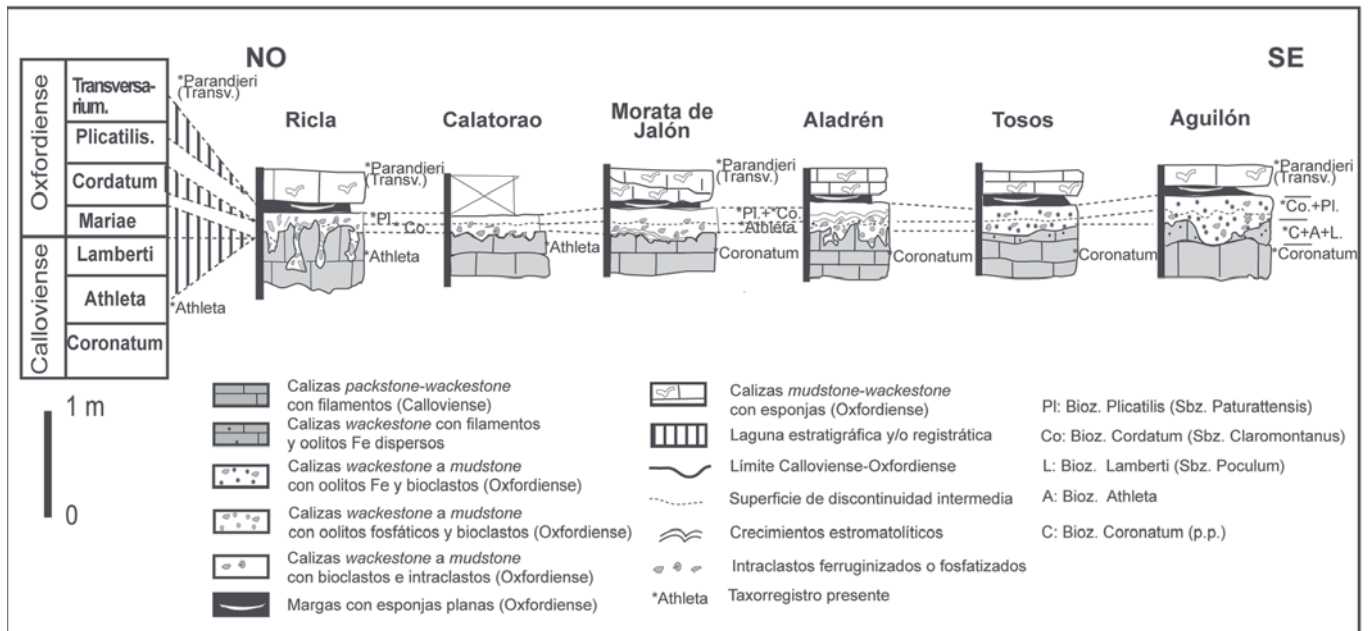 NO
SE
Oxfordiense
Calloviense
Transversa-
rium.
Plicatilis.
Cordatum
Mariae
Lamberti
Athleta
Coronatum
*Parandieri
(Transv.)
*Athleta
Ricla
*Parandieri
(Transv.)
*Pl.
* Co.
*Athleta
Calatorao
*Athleta
Morata de
Jalón
*Parandieri
(Transv.)
*Pl.+*Co.
*Athleta
*Coronatum
Aladrén
*Coronatum
Tosos
*Coronatum
Aguilón
*Parandieri
(Transv.)
*Co.+Pl.
*C+A+L.
*Coronatum
1 m
0
Calizas packstone-wackestone
con filamentos (Calloviense)
Calizas wackestone con filamentos
y oolitos Fe dispersos
Calizas wackestone a mudstone
con oolitos Fe y bioclastos (Oxfordiense)
Calizas wackestone a mudstone
con oolitos fosfáticos y bioclastos (Oxfordiense)
Calizas wackestone a mudstone
con bioclastos e intraclastos (Oxfordiense)
Margas con esponjas planas (Oxfordiense)
Calizas mudstone-wackestone
con esponjas (Oxfordiense)
Laguna estratigráfica y/o registrática
Límite Calloviense-Oxfordiense
Superficie de discontinuidad intermedia
Crecimientos estromatolíticos
Intraclastos ferruginizados o fosfatizados
*Athleta
Taxorregistro presente
Pl: Bioz. Plicatilis (Sbz. Paturattensis)
Co: Bioz. Cordatum (Sbz. Claromontanus)
L: Bioz. Lamberti (Sbz. Poculum)
A: Bioz. Athleta
C: Bioz. Coronatum (p.p.)